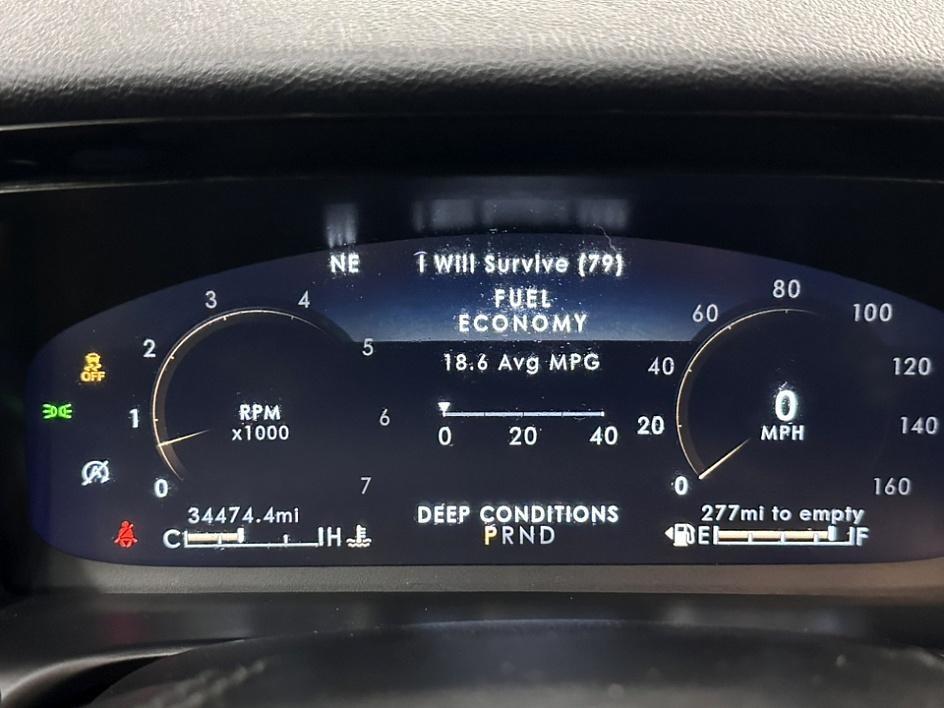 NE
I Will Survive (79)
FUEL
ECONOMY
18.6 Avg MPG
0 20 40
OFF
0 1 2 3 4 5 6 7
RPM
x1000
0 20 40 60 80 100 120 140 160
0
MPH
34474.4mi
C H
DEEP CONDITIONS
PRND
277mi to empty
E F